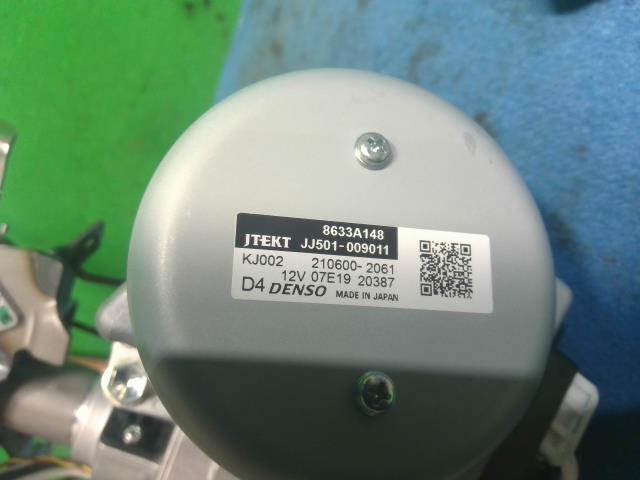 8633A148
JTEKT JJ501-009011
KJ002 210600-2061
12V 07E19 20387
D4 DENSO MADE IN JAPAN